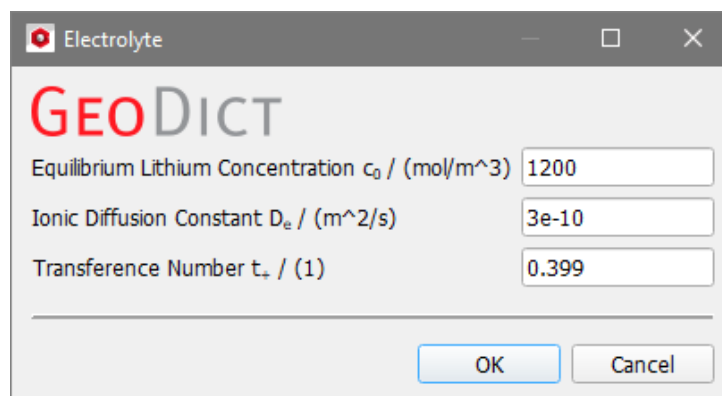 Electrolyte
GEODICT
Equilibrium Lithium Concentration c₀ / (mol/m^3) 1200
Ionic Diffusion Constant Dₑ / (m^2/s) 3e-10
Transference Number t₊ / (1) 0.399
OK Cancel